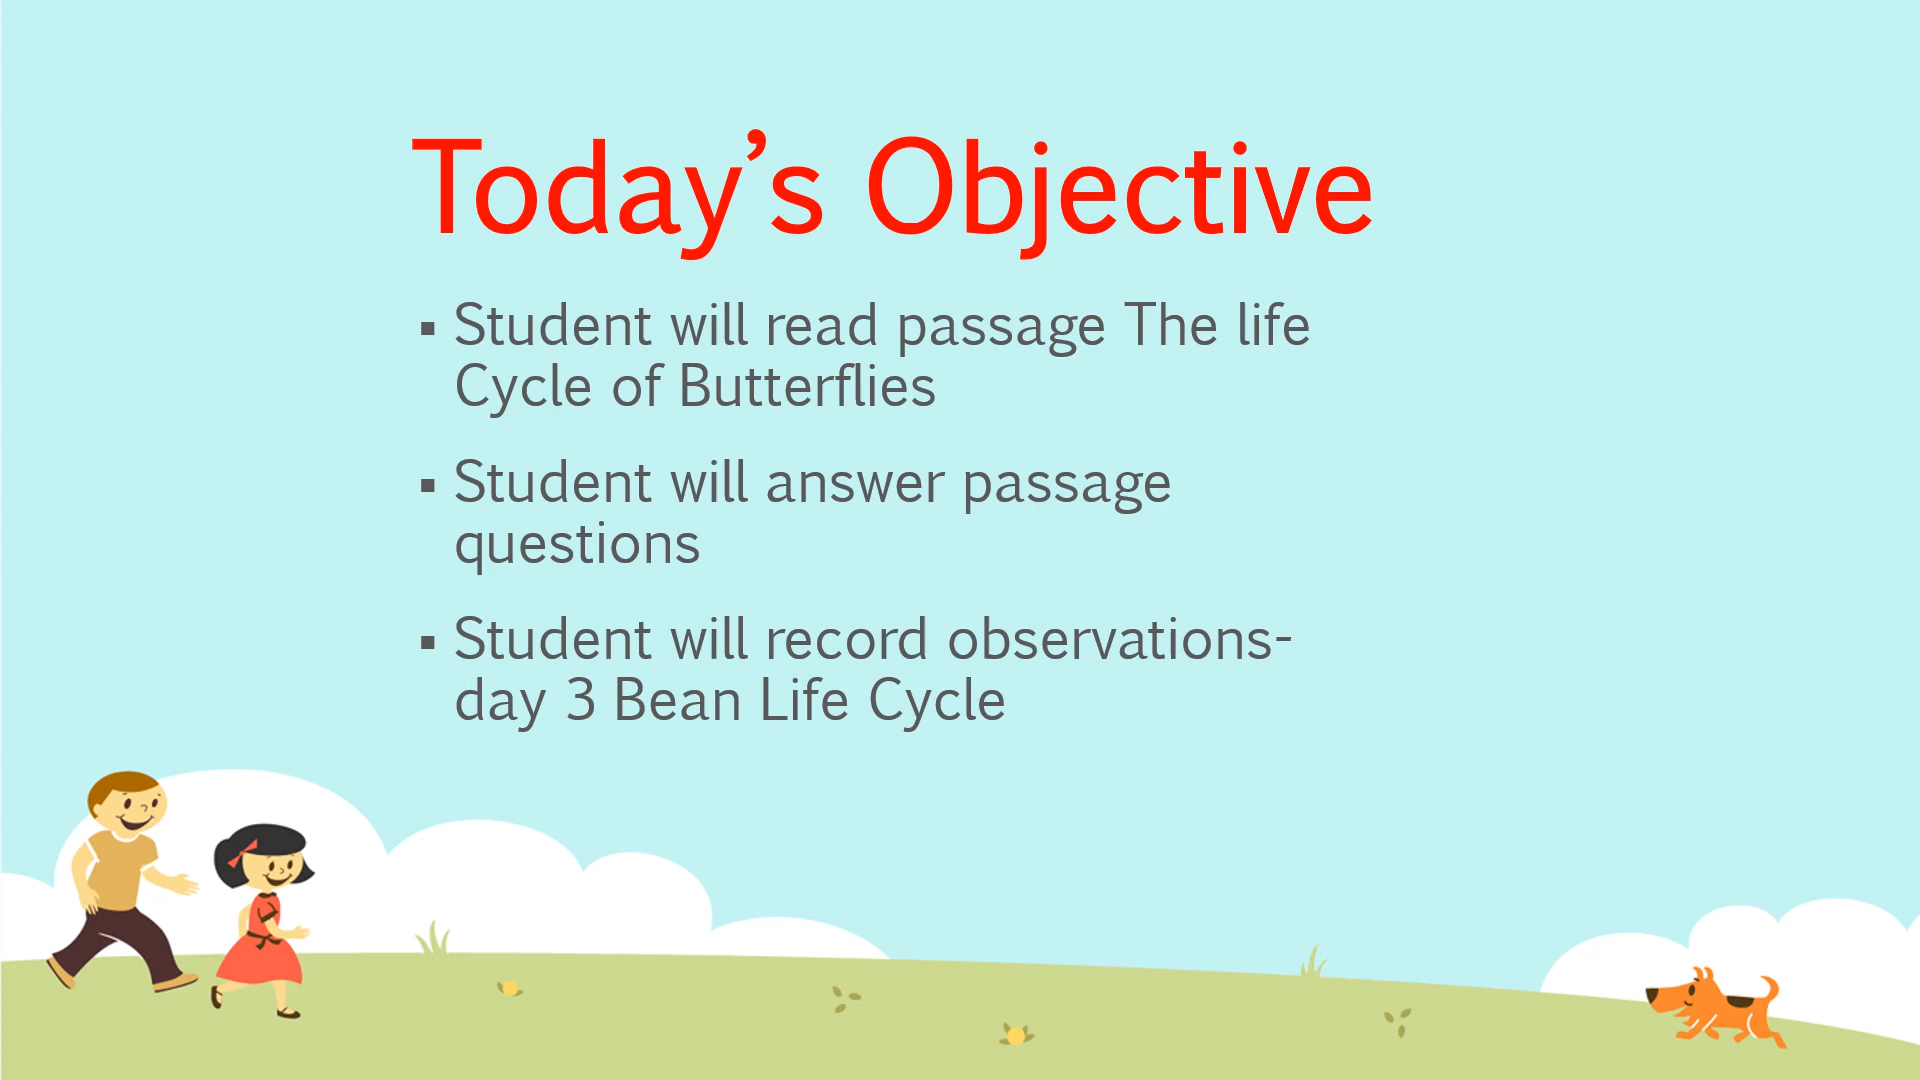 Today’s Objective
▪ Student will read passage The life
Cycle of Butterflies
▪ Student will answer passage
questions
▪ Student will record observations-
day 3 Bean Life Cycle